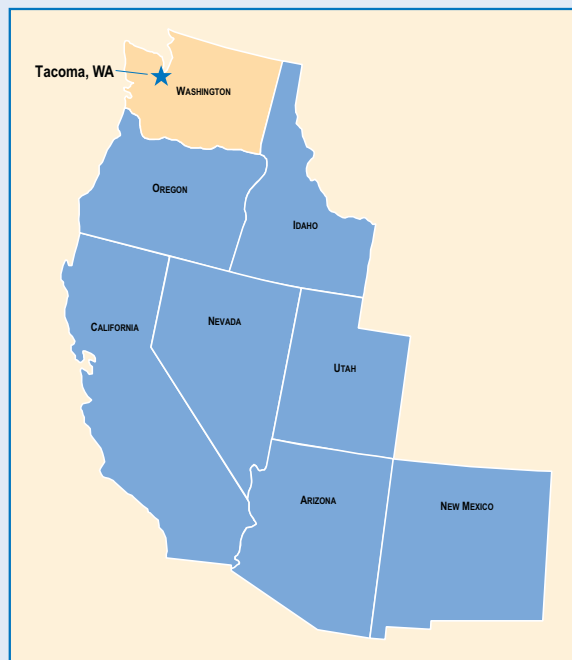 Tacoma, WA
WASHINGTON
OREGON
IDAHO
CALIFORNIA
NEVADA
UTAH
ARIZONA
NEW MEXICO